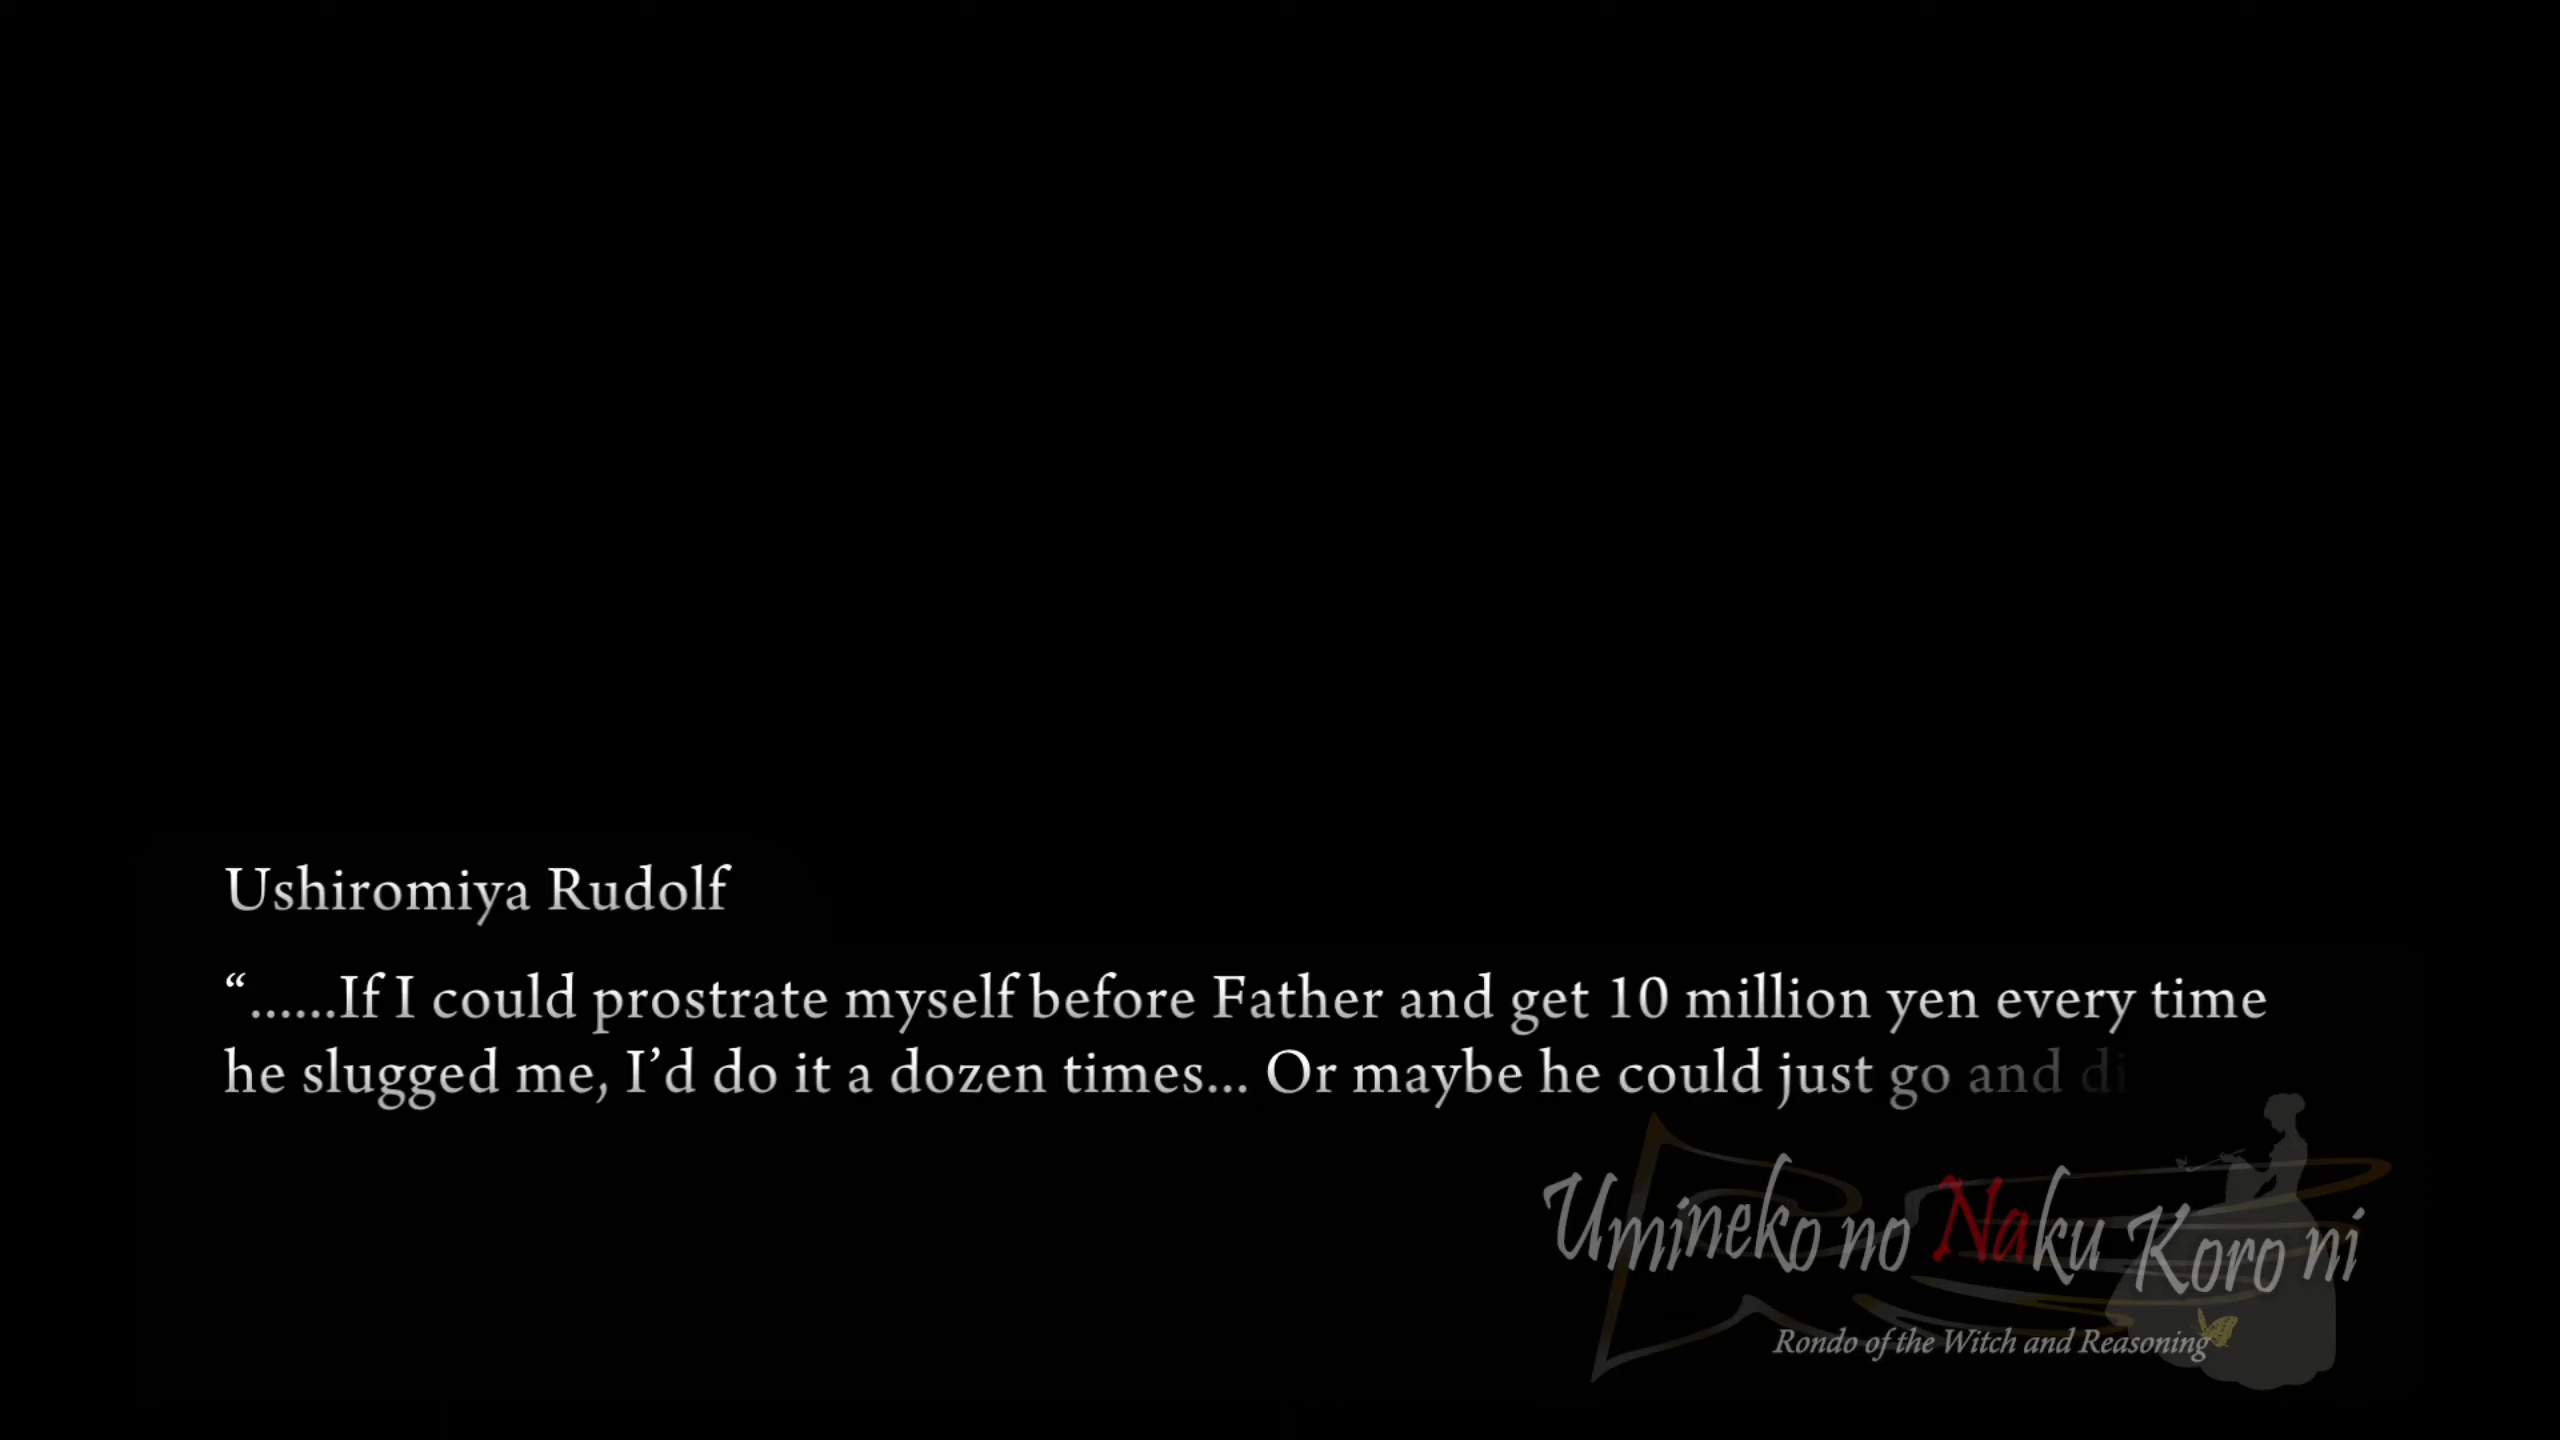 Ushiromiya Rudolf
“......If I could prostrate myself before Father and get 10 million yen every time
he slugged me, I’d do it a dozen times... Or maybe he could just go and di
Umineko no Naku Koro ni
Rondo of the Witch and Reasoning